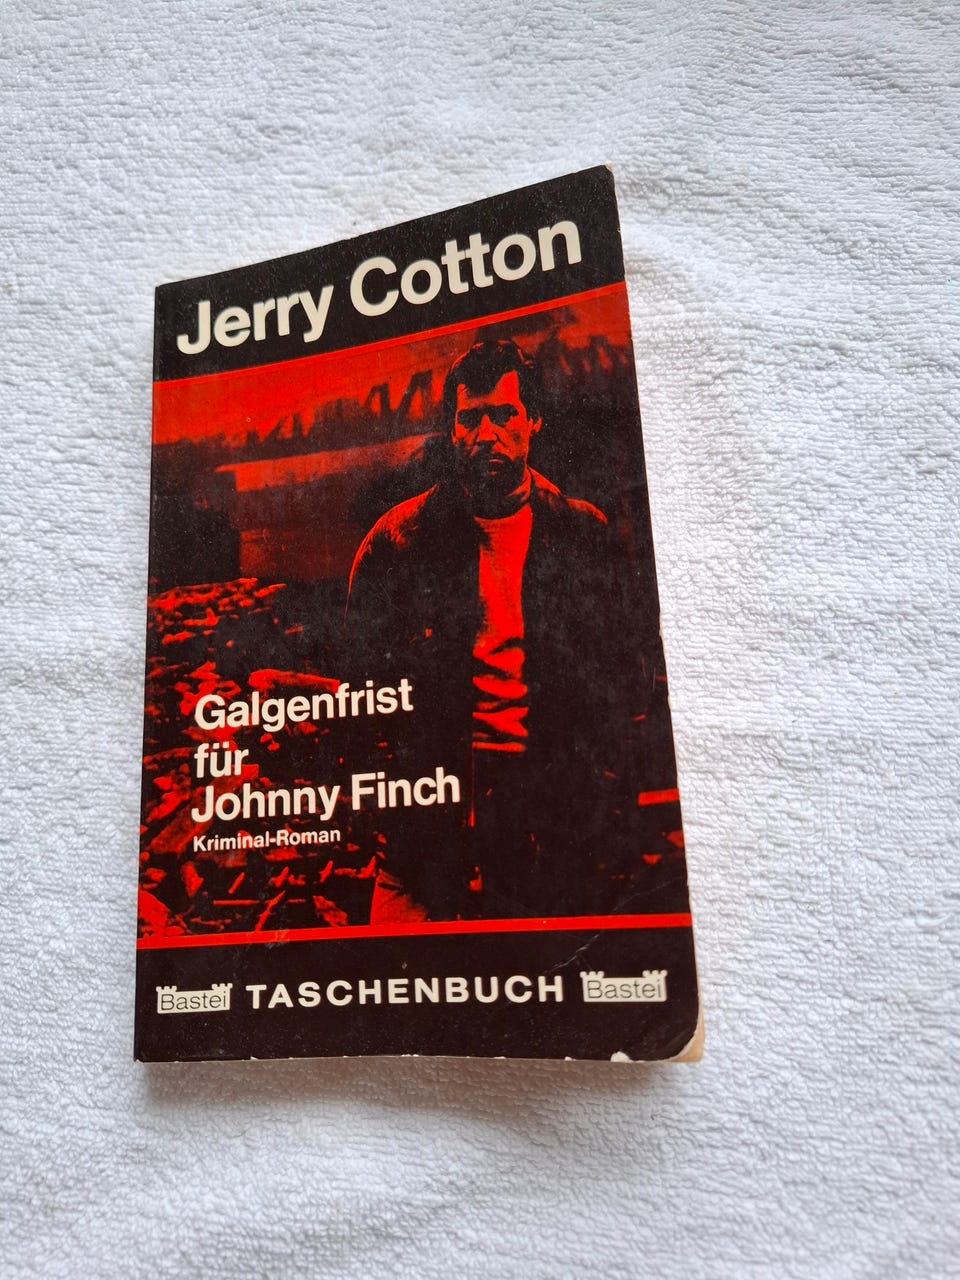 Jerry Cotton
Galgenfrist
für
Johnny Finch
Kriminal-Roman
Bastei TASCHENBUCH Bastei